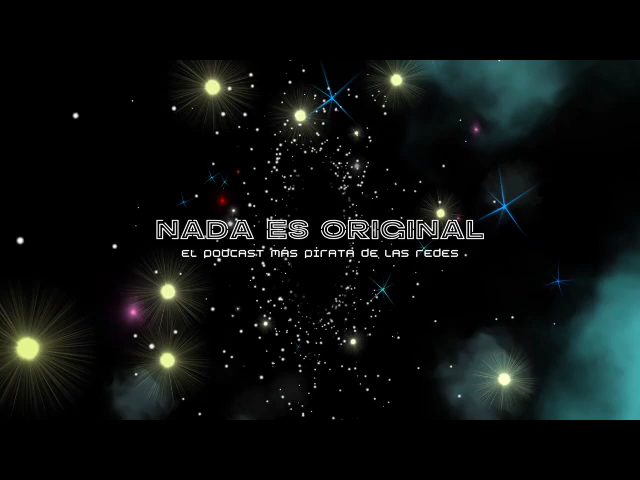 NADA ES ORIGINAL
EL PODCAST MÁS PIRATA DE LAS REDES